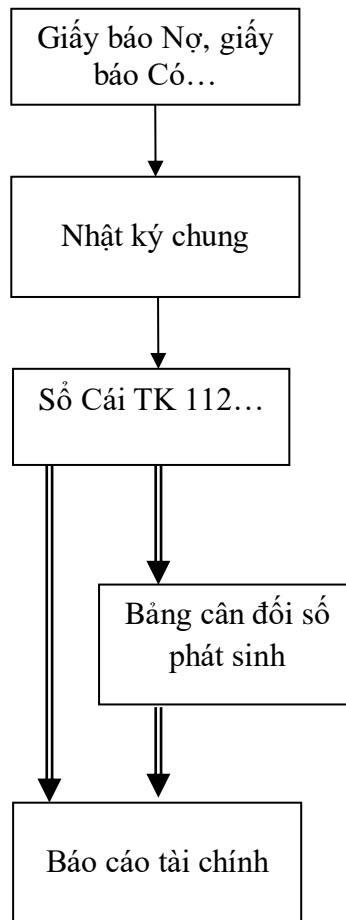 Giấy báo Nợ, giấy
báo Có…
Nhật ký chung
Sổ Cái TK 112…
Bảng cân đối số
phát sinh
Báo cáo tài chính